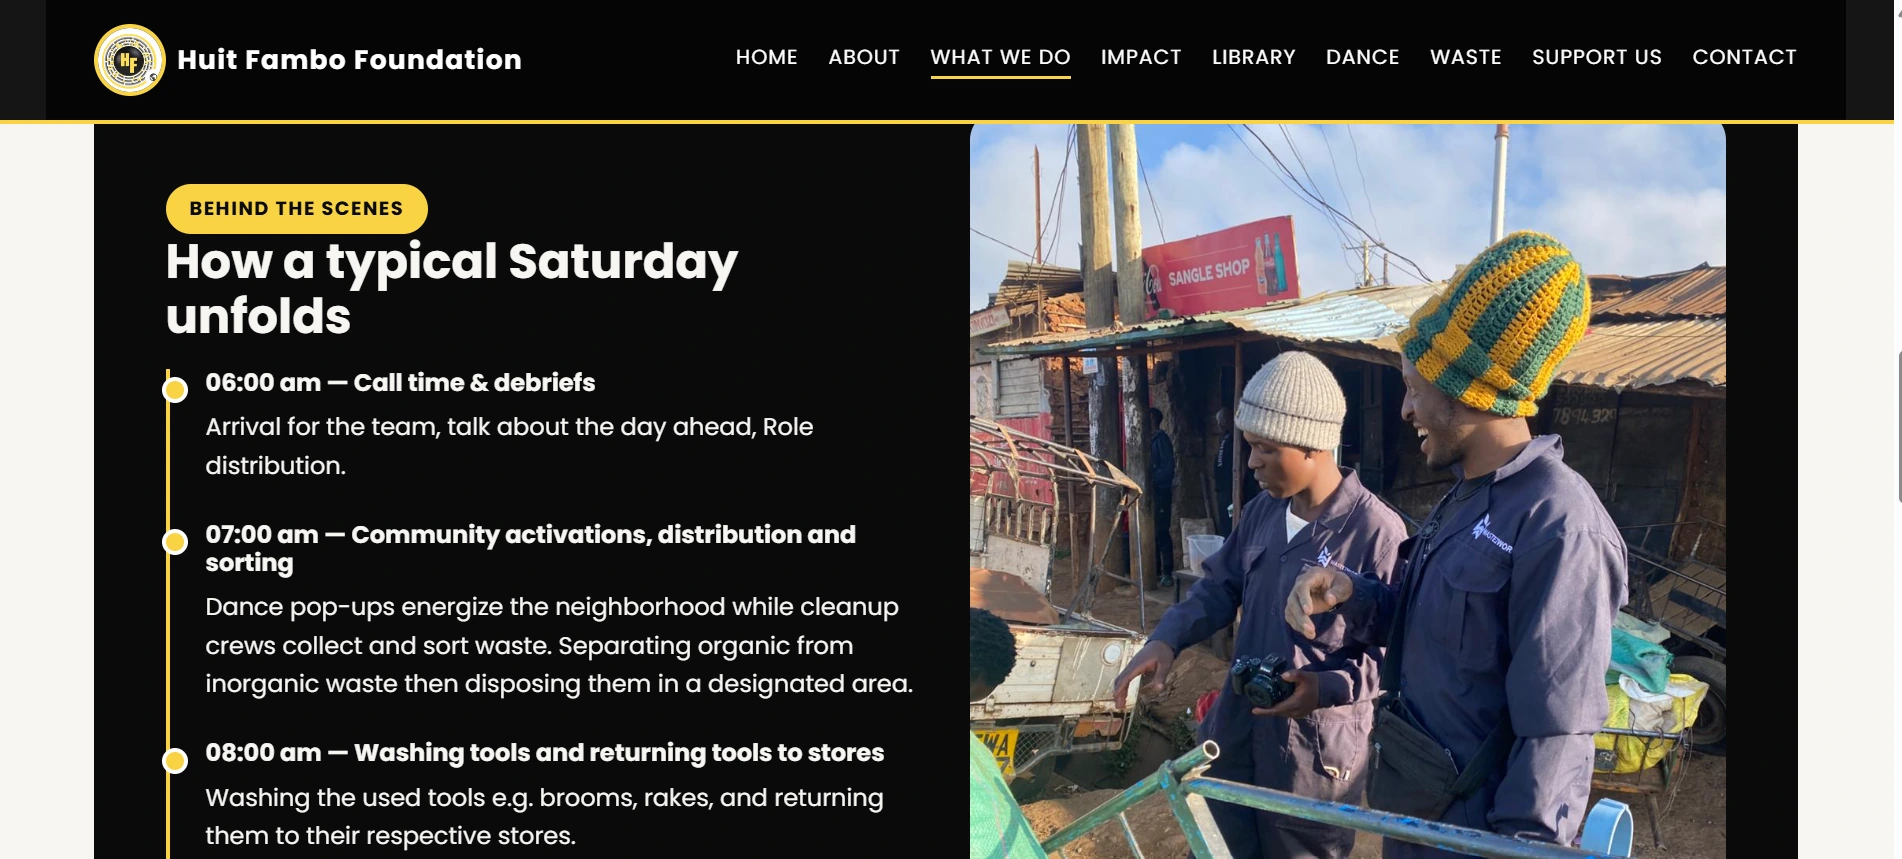 HF
Huit Fambo Foundation
HOME ABOUT WHAT WE DO IMPACT LIBRARY DANCE WASTE SUPPORT US CONTACT
BEHIND THE SCENES
How a typical Saturday
unfolds
06:00 am — Call time & debriefs
Arrival for the team, talk about the day ahead, Role
distribution.
07:00 am — Community activations, distribution and
sorting
Dance pop-ups energize the neighborhood while cleanup
crews collect and sort waste. Separating organic from
inorganic waste then disposing them in a designated area.
08:00 am — Washing tools and returning tools to stores
Washing the used tools e.g. brooms, rakes, and returning
them to their respective stores.
SANGLE SHOP